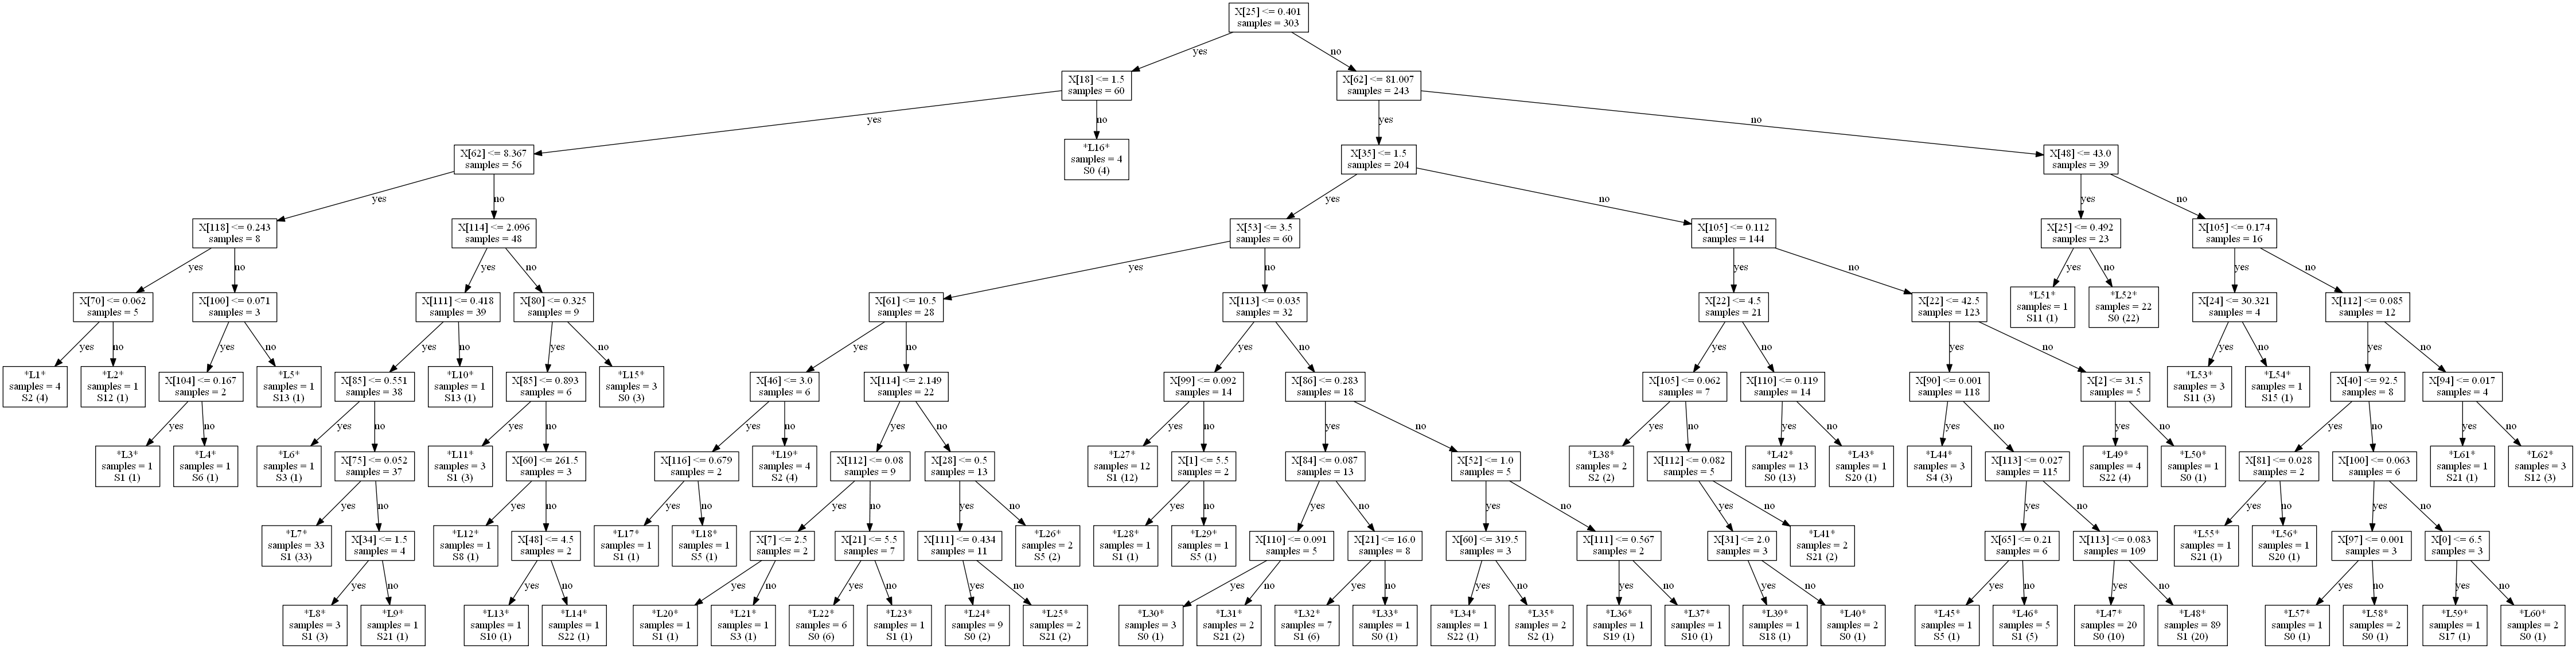 X[25] <= 0.401
samples = 303
yes
no
X[18] <= 1.5
samples = 60
X[62] <= 81.007
samples = 243
yes
no
yes
no
X[62] <= 8.367
samples = 56
*L16*
samples = 4
S0 (4)
X[35] <= 1.5
samples = 204
X[48] <= 43.0
samples = 39
yes
no
yes
no
yes
no
X[118] <= 0.243
samples = 8
X[114] <= 2.096
samples = 48
X[53] <= 3.5
samples = 60
X[105] <= 0.112
samples = 144
X[25] <= 0.492
samples = 23
X[105] <= 0.174
samples = 16
yes
no
yes
no
yes
no
yes
no
yes
no
yes
no
X[70] <= 0.062
samples = 5
X[100] <= 0.071
samples = 3
X[111] <= 0.418
samples = 39
X[80] <= 0.325
samples = 9
X[61] <= 10.5
samples = 28
X[113] <= 0.035
samples = 32
X[22] <= 4.5
samples = 21
X[22] <= 42.5
samples = 123
*L51*
samples = 1
S11 (1)
*L52*
samples = 22
S0 (22)
X[24] <= 30.321
samples = 4
X[112] <= 0.085
samples = 12
yes
no
yes
no
yes
no
yes
no
yes
no
yes
no
yes
no
yes
no
yes
no
yes
no
*L1*
samples = 4
S2 (4)
*L2*
samples = 1
S12 (1)
X[104] <= 0.167
samples = 2
*L5*
samples = 1
S13 (1)
X[85] <= 0.551
samples = 38
*L10*
samples = 1
S13 (1)
X[85] <= 0.893
samples = 6
*L15*
samples = 3
S0 (3)
X[46] <= 3.0
samples = 6
X[114] <= 2.149
samples = 22
X[99] <= 0.092
samples = 14
X[86] <= 0.283
samples = 18
X[105] <= 0.062
samples = 7
X[110] <= 0.119
samples = 14
X[90] <= 0.001
samples = 118
X[2] <= 31.5
samples = 5
*L53*
samples = 3
S11 (3)
*L54*
samples = 1
S15 (1)
X[40] <= 92.5
samples = 8
X[94] <= 0.017
samples = 4
yes
no
yes
no
yes
no
yes
no
yes
no
yes
no
yes
no
yes
no
yes
no
yes
no
yes
no
yes
no
yes
no
*L3*
samples = 1
S1 (1)
*L4*
samples = 1
S6 (1)
*L6*
samples = 1
S3 (1)
X[75] <= 0.052
samples = 37
*L11*
samples = 3
S1 (3)
X[60] <= 261.5
samples = 3
X[116] <= 0.679
samples = 2
*L19*
samples = 4
S2 (4)
X[112] <= 0.08
samples = 9
X[28] <= 0.5
samples = 13
*L27*
samples = 12
S1 (12)
X[1] <= 5.5
samples = 2
X[84] <= 0.087
samples = 13
X[52] <= 1.0
samples = 5
*L38*
samples = 2
S2 (2)
X[112] <= 0.082
samples = 5
*L42*
samples = 13
S0 (13)
*L43*
samples = 1
S20 (1)
*L44*
samples = 3
S4 (3)
X[113] <= 0.027
samples = 115
*L49*
samples = 4
S22 (4)
*L50*
samples = 1
S0 (1)
X[81] <= 0.028
samples = 2
X[100] <= 0.063
samples = 6
*L61*
samples = 1
S21 (1)
*L62*
samples = 3
S12 (3)
yes
no
yes
no
yes
no
yes
no
yes
no
yes
no
yes
no
yes
no
yes
no
yes
no
yes
no
yes
no
*L7*
samples = 33
S1 (33)
X[34] <= 1.5
samples = 4
*L12*
samples = 1
S8 (1)
X[48] <= 4.5
samples = 2
*L17*
samples = 1
S1 (1)
*L18*
samples = 1
S5 (1)
X[7] <= 2.5
samples = 2
X[21] <= 5.5
samples = 7
X[111] <= 0.434
samples = 11
*L26*
samples = 2
S5 (2)
*L28*
samples = 1
S1 (1)
*L29*
samples = 1
S5 (1)
X[110] <= 0.091
samples = 5
X[21] <= 16.0
samples = 8
X[60] <= 319.5
samples = 3
X[111] <= 0.567
samples = 2
X[31] <= 2.0
samples = 3
*L41*
samples = 2
S21 (2)
X[65] <= 0.21
samples = 6
X[113] <= 0.083
samples = 109
*L55*
samples = 1
S21 (1)
*L56*
samples = 1
S20 (1)
X[97] <= 0.001
samples = 3
X[0] <= 6.5
samples = 3
yes
no
yes
no
yes
no
yes
no
yes
no
yes
no
yes
no
yes
no
yes
no
yes
no
yes
no
yes
no
yes
no
yes
no
*L8*
samples = 3
S1 (3)
*L9*
samples = 1
S21 (1)
*L13*
samples = 1
S10 (1)
*L14*
samples = 1
S22 (1)
*L20*
samples = 1
S1 (1)
*L21*
samples = 1
S3 (1)
*L22*
samples = 6
S0 (6)
*L23*
samples = 1
S1 (1)
*L24*
samples = 9
S0 (2)
*L25*
samples = 2
S21 (2)
*L30*
samples = 3
S0 (1)
*L31*
samples = 2
S21 (2)
*L32*
samples = 7
S1 (6)
*L33*
samples = 1
S0 (1)
*L34*
samples = 1
S22 (1)
*L35*
samples = 2
S2 (1)
*L36*
samples = 1
S19 (1)
*L37*
samples = 1
S10 (1)
*L39*
samples = 1
S18 (1)
*L40*
samples = 2
S0 (1)
*L45*
samples = 1
S5 (1)
*L46*
samples = 5
S1 (5)
*L47*
samples = 20
S0 (10)
*L48*
samples = 89
S1 (20)
*L57*
samples = 1
S0 (1)
*L58*
samples = 2
S0 (1)
*L59*
samples = 1
S17 (1)
*L60*
samples = 2
S0 (1)